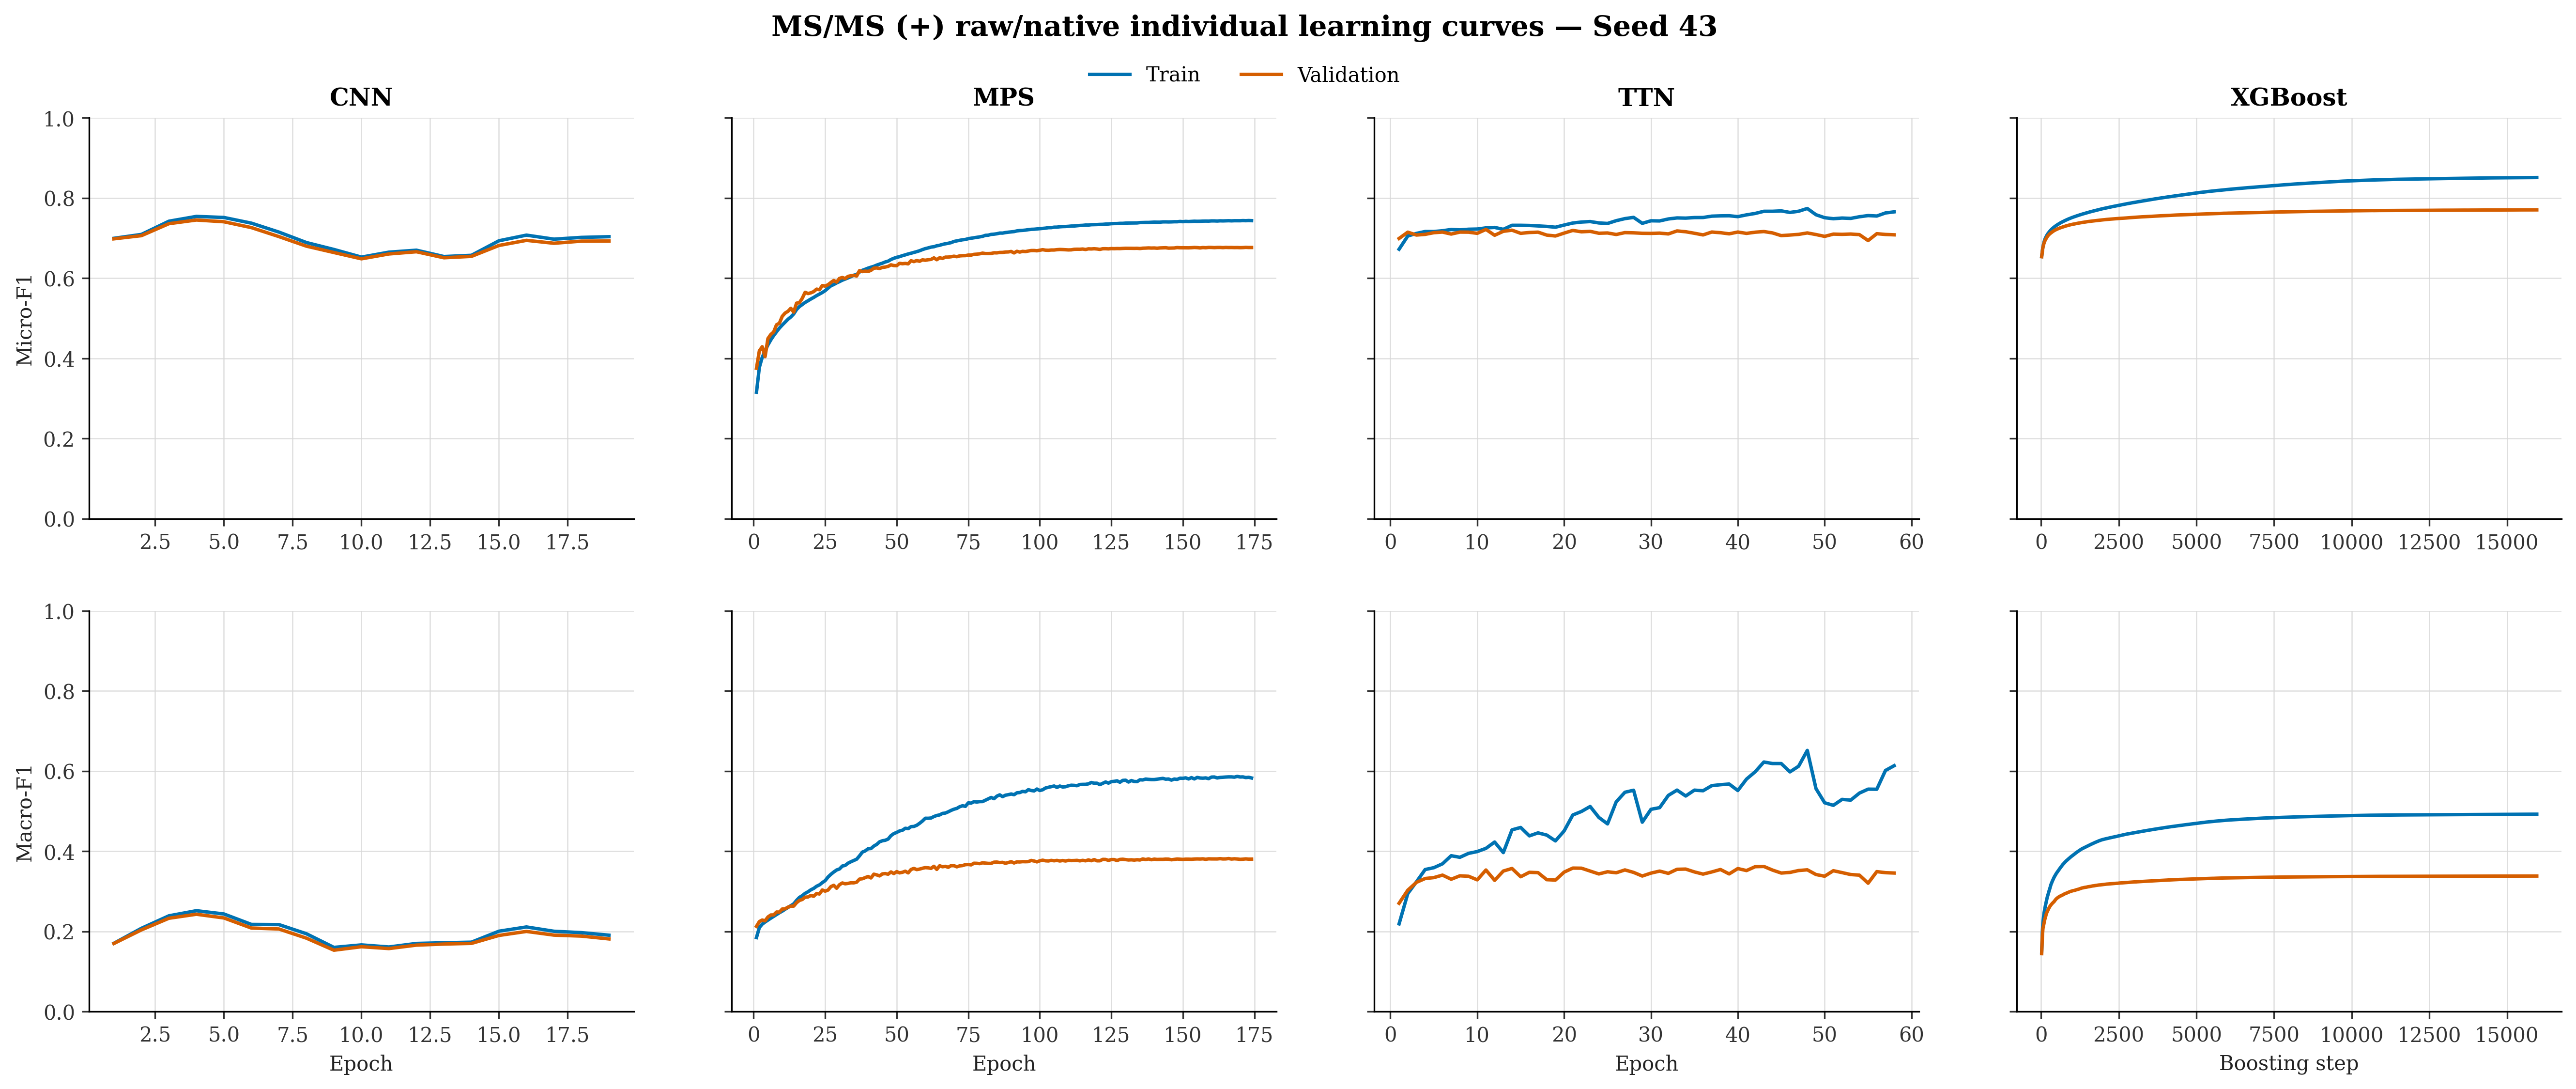 MS/MS (+) raw/native individual learning curves — Seed 43
Train Validation
CNN MPS TTN XGBoost
Micro-F1
1.0
0.8
0.6
0.4
0.2
0.0
2.5 5.0 7.5 10.0 12.5 15.0 17.5
0 25 50 75 100 125 150 175
0 10 20 30 40 50 60
0 2500 5000 7500 10000 12500 15000
Macro-F1
1.0
0.8
0.6
0.4
0.2
0.0
2.5 5.0 7.5 10.0 12.5 15.0 17.5
Epoch
0 25 50 75 100 125 150 175
Epoch
0 10 20 30 40 50 60
Epoch
0 2500 5000 7500 10000 12500 15000
Boosting step